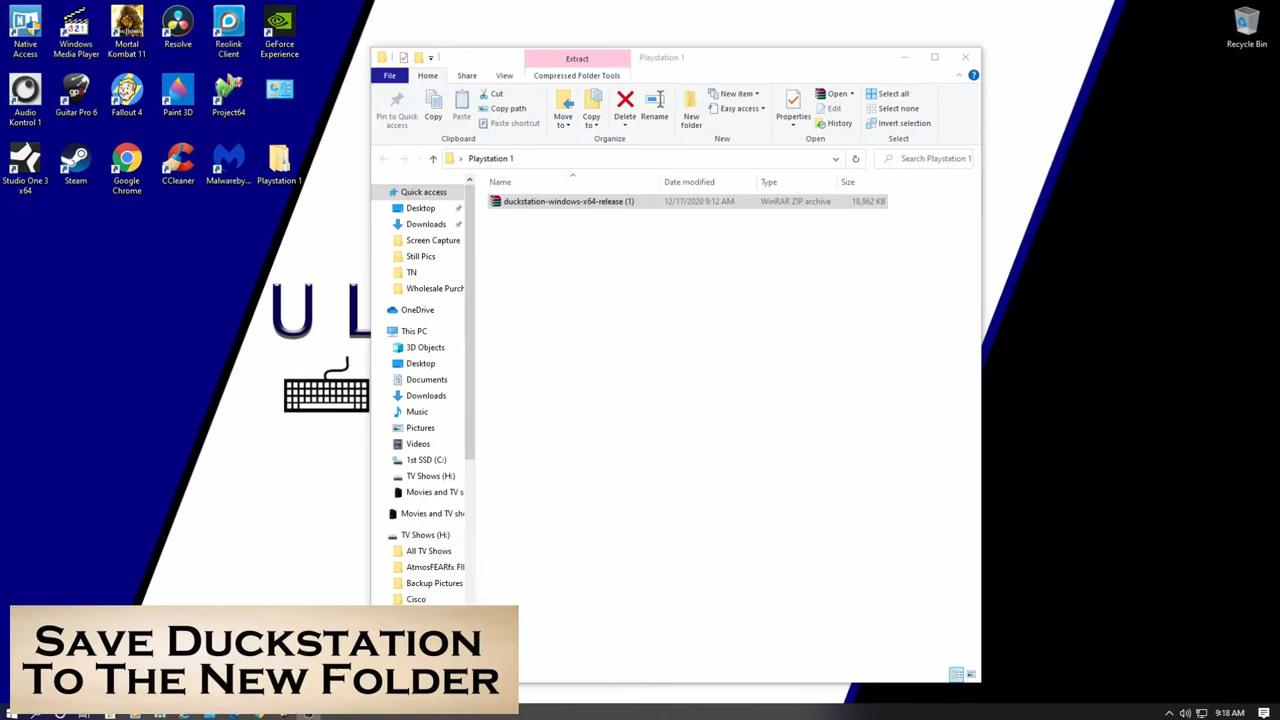 Native Access
Windows Media Player
Mortal Kombat 11
Resolve
Reolink Client
GeForce Experience
Recycle Bin
Audio Kontrol 1
Guitar Pro 6
Fallout 4
Paint 3D
Project64
Studio One 3 x64
Steam
Google Chrome
CCleaner
Malwareby...
Playstation 1
Extract
Playstation 1
File
Home
Share
View
Compressed Folder Tools
Pin to Quick access
Copy
Paste
Cut
Copy path
Paste shortcut
Clipboard
Move to
Copy to
Delete
Rename
Organize
New folder
New item
Easy access
New
Properties
Open
Edit
History
Open
Select all
Select none
Invert selection
Select
Playstation 1
Search Playstation 1
Name
Date modified
Type
Size
duckstation-windows-x64-release (1)
12/17/2020 9:12 AM
WinRAR ZIP archive
18,962 KB
Quick access
Desktop
Downloads
Screen Capture
Still Pics
TN
Wholesale Purch
OneDrive
This PC
3D Objects
Desktop
Documents
Downloads
Music
Pictures
Videos
1st SSD (C:)
TV Shows (H:)
Movies and TV s
Movies and TV sho
TV Shows (H:)
All TV Shows
AtmosFEARfx FIl
Backup Pictures
Cisco
U L
Save Duckstation
To The New Folder
9:18 AM